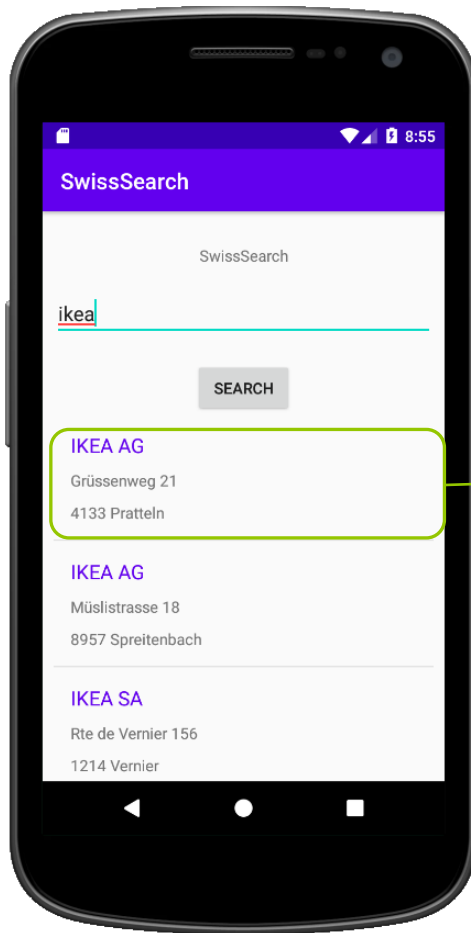 8:55
SwissSearch
SwissSearch
ikea
SEARCH
IKEA AG
Grüssenweg 21
4133 Pratteln
IKEA AG
Müslistrasse 18
8957 Spreitenbach
IKEA SA
Rte de Vernier 156
1214 Vernier